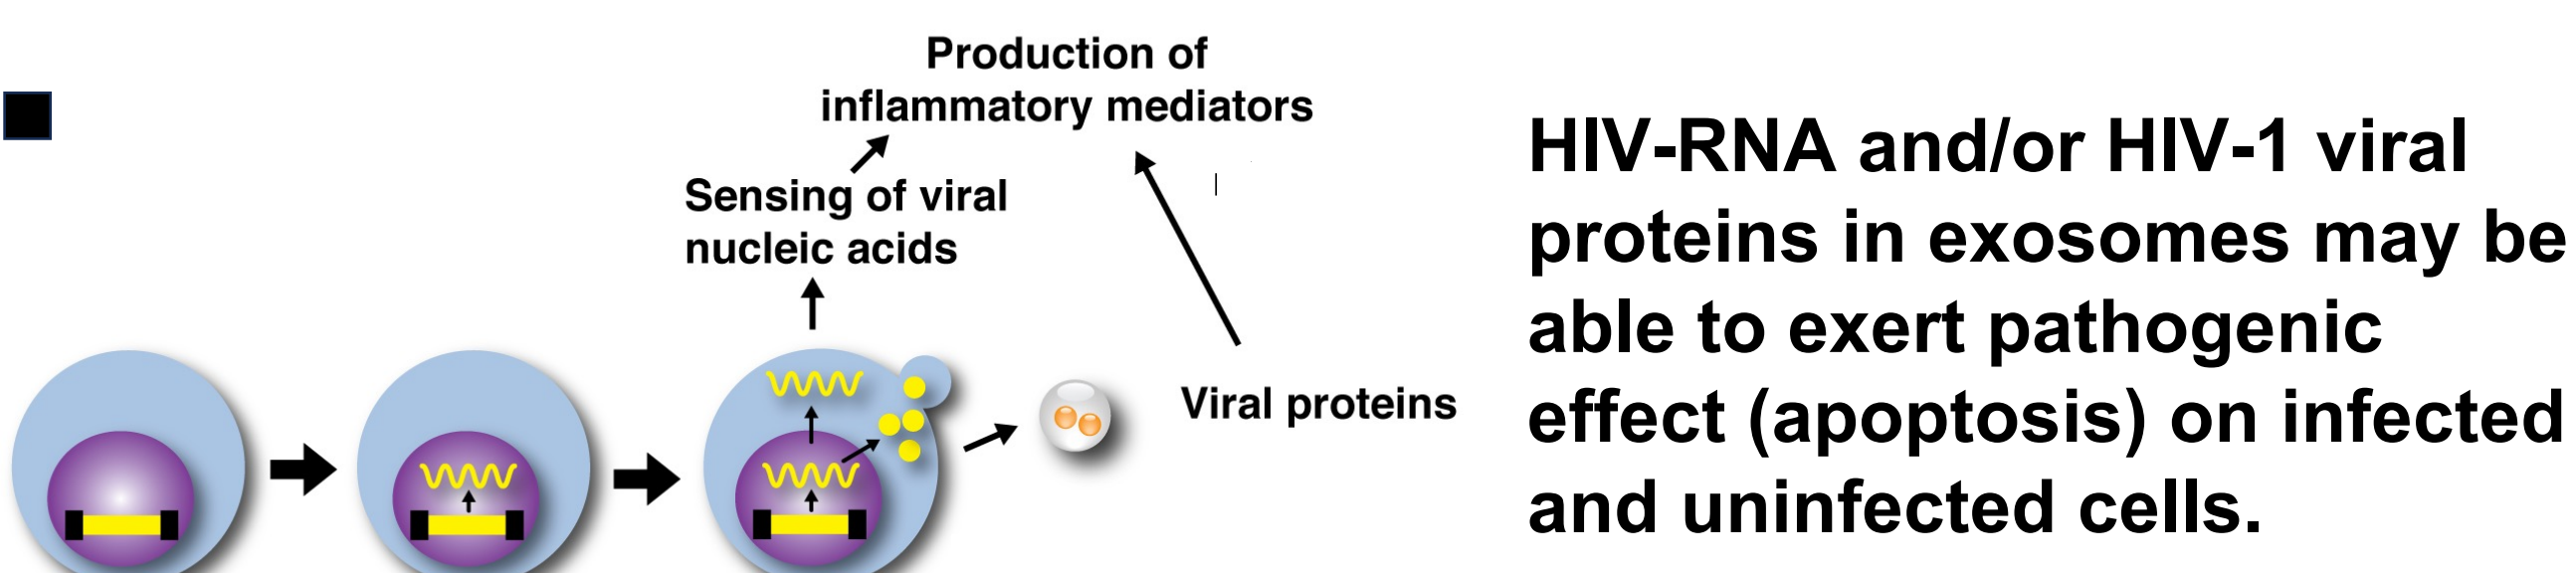 Production of
inflammatory mediators
Sensing of viral
nucleic acids
Viral proteins
HIV-RNA and/or HIV-1 viral
proteins in exosomes may be
able to exert pathogenic
effect (apoptosis) on infected
and uninfected cells.